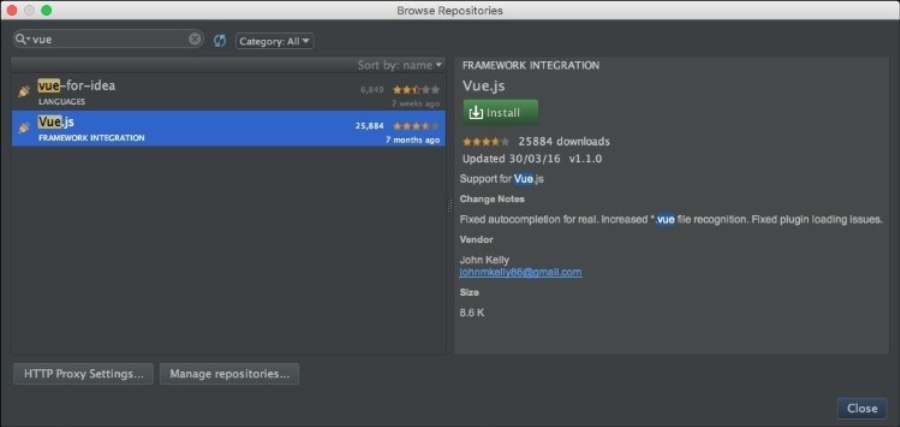 Browse Repositories
vue
Category: All
Sort by: name
vue-for-idea
6,849
LANGUAGES
2 weeks ago
Vue.js
25,884
FRAMEWORK INTEGRATION
7 months ago
FRAMEWORK INTEGRATION
Vue.js
Install
25884 downloads
Updated 30/03/16 v1.1.0
Support for Vue.js
Change Notes
Fixed autocompletion for real. Increased *.vue file recognition. Fixed plugin loading issues.
Vendor
John Kelly
johnmkelly86@gmail.com
Size
8.6 K
HTTP Proxy Settings...
Manage repositories...
Close